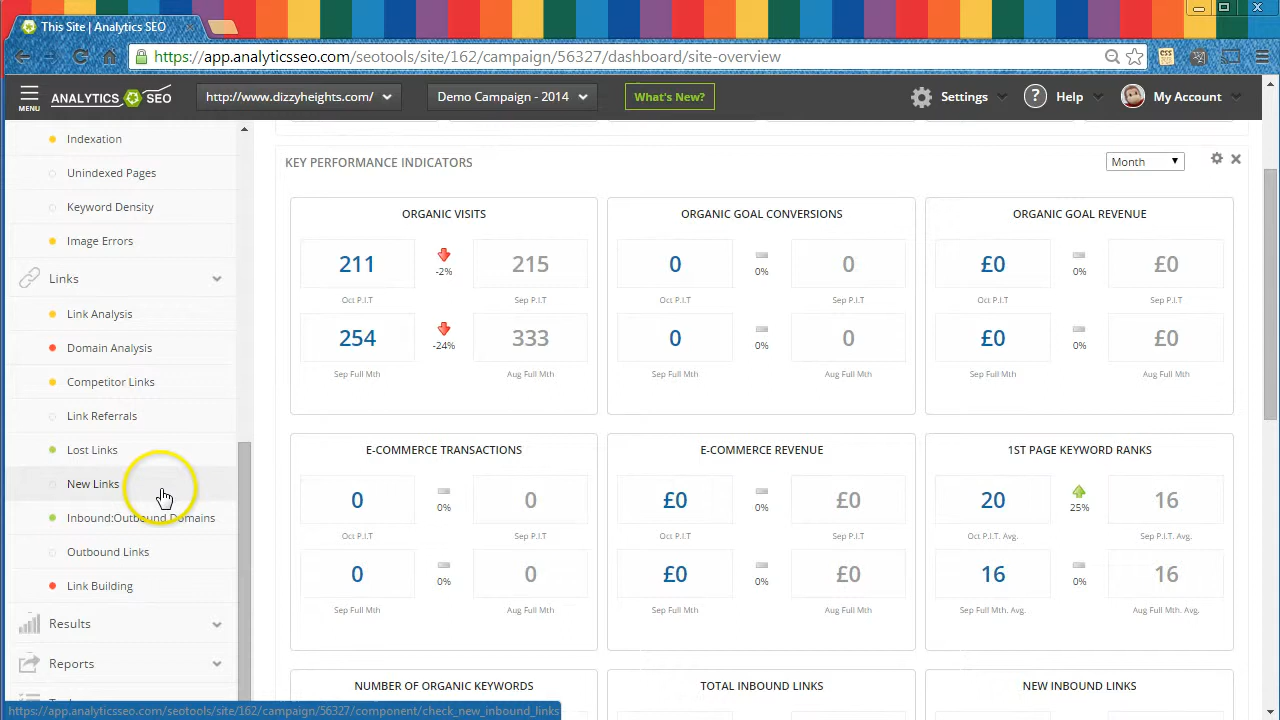 This Site | Analytics SEO
https://app.analyticsseo.com/seotools/site/162/campaign/56327/dashboard/site-overview
MENU
ANALYTICS SEO
http://www.dizzyheights.com/
Demo Campaign - 2014
What's New?
Settings
Help
My Account
Indexation
Unindexed Pages
Keyword Density
Image Errors
Links
Link Analysis
Domain Analysis
Competitor Links
Link Referrals
Lost Links
New Links
Inbound:Outbound Domains
Outbound Links
Link Building
Results
Reports
KEY PERFORMANCE INDICATORS
Month
ORGANIC VISITS
211 -2% 215
Oct P.I.T Sep P.I.T
254 -24% 333
Sep Full Mth Aug Full Mth
ORGANIC GOAL CONVERSIONS
0 0% 0
Oct P.I.T Sep P.I.T
0 0% 0
Sep Full Mth Aug Full Mth
ORGANIC GOAL REVENUE
£0 0% £0
Oct P.I.T Sep P.I.T
£0 0% £0
Sep Full Mth Aug Full Mth
E-COMMERCE TRANSACTIONS
0 0% 0
Oct P.I.T Sep P.I.T
0 0% 0
Sep Full Mth Aug Full Mth
E-COMMERCE REVENUE
£0 0% £0
Oct P.I.T Sep P.I.T
£0 0% £0
Sep Full Mth Aug Full Mth
1ST PAGE KEYWORD RANKS
20 25% 16
Oct P.I.T. Avg. Sep P.I.T. Avg.
16 0% 16
Sep Full Mth. Avg. Aug Full Mth. Avg.
NUMBER OF ORGANIC KEYWORDS
TOTAL INBOUND LINKS
NEW INBOUND LINKS
https://app.analyticsseo.com/seotools/site/162/campaign/56327/component/check_new_inbound_links